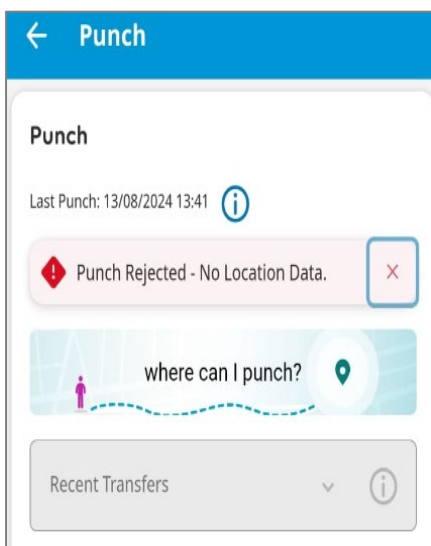 Punch
Punch
Last Punch: 13/08/2024 13:41
Punch Rejected - No Location Data.
where can I punch?
Recent Transfers